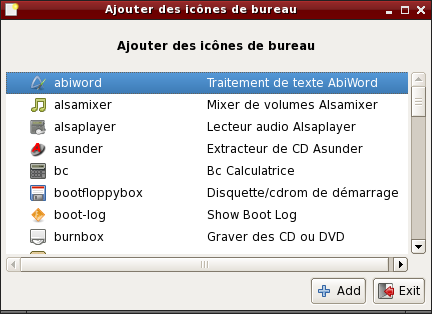 Ajouter des icônes de bureau
Ajouter des icônes de bureau
abiword Traitement de texte AbiWord
alsamixer Mixer de volumes Alsamixer
alsaplayer Lecteur audio Alsaplayer
asunder Extracteur de CD Asunder
bc Bc Calculatrice
bootfloppybox Disquette/cdrom de démarrage
boot-log Show Boot Log
burnbox Graver des CD ou DVD
Add Exit